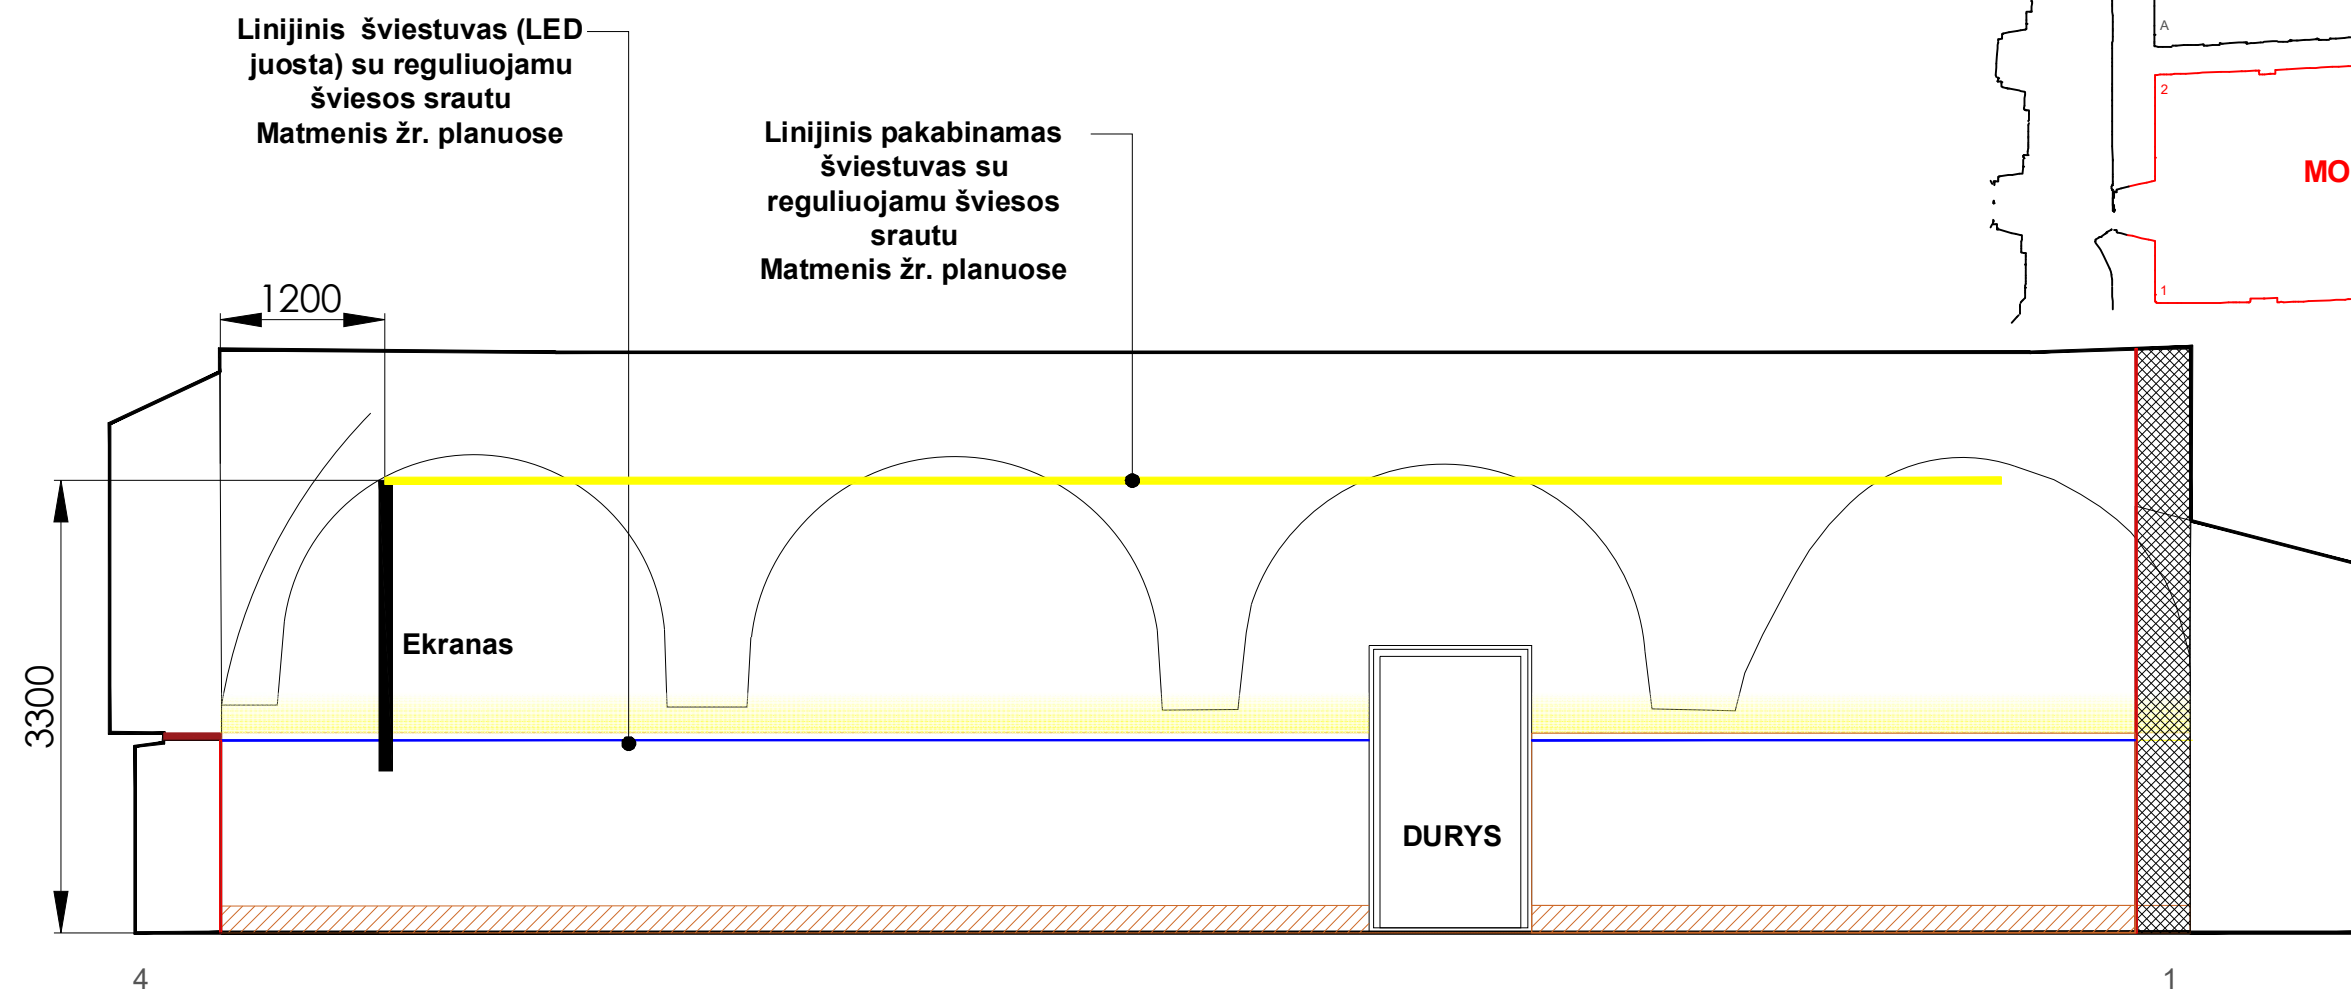 Linijinis šviestuvas (LED
juosta) su reguliuojamu
šviesos srautu
Matmenis žr. planuose
Linijinis pakabinamas
šviestuvas su
reguliuojamu šviesos
srautu
Matmenis žr. planuose
A
2
MO
1
1200
3300
Ekranas
DURYS
4
1